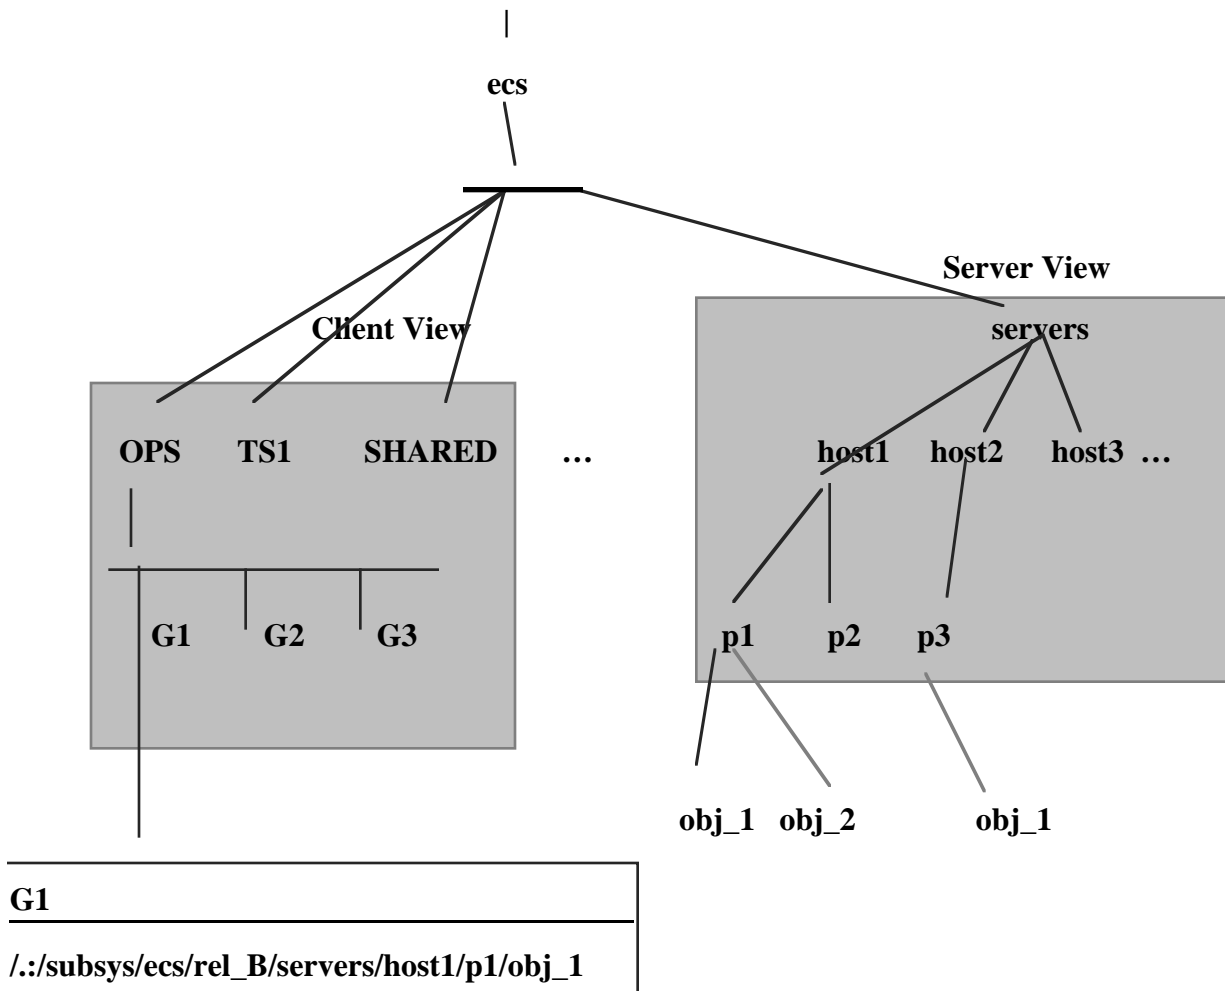 ecs
Server View
Client View
servers
OPS TS1 SHARED …
host1 host2 host3 …
G1 G2 G3
p1 p2 p3
obj_1 obj_2 obj_1
G1
/.:/subsys/ecs/rel_B/servers/host1/p1/obj_1